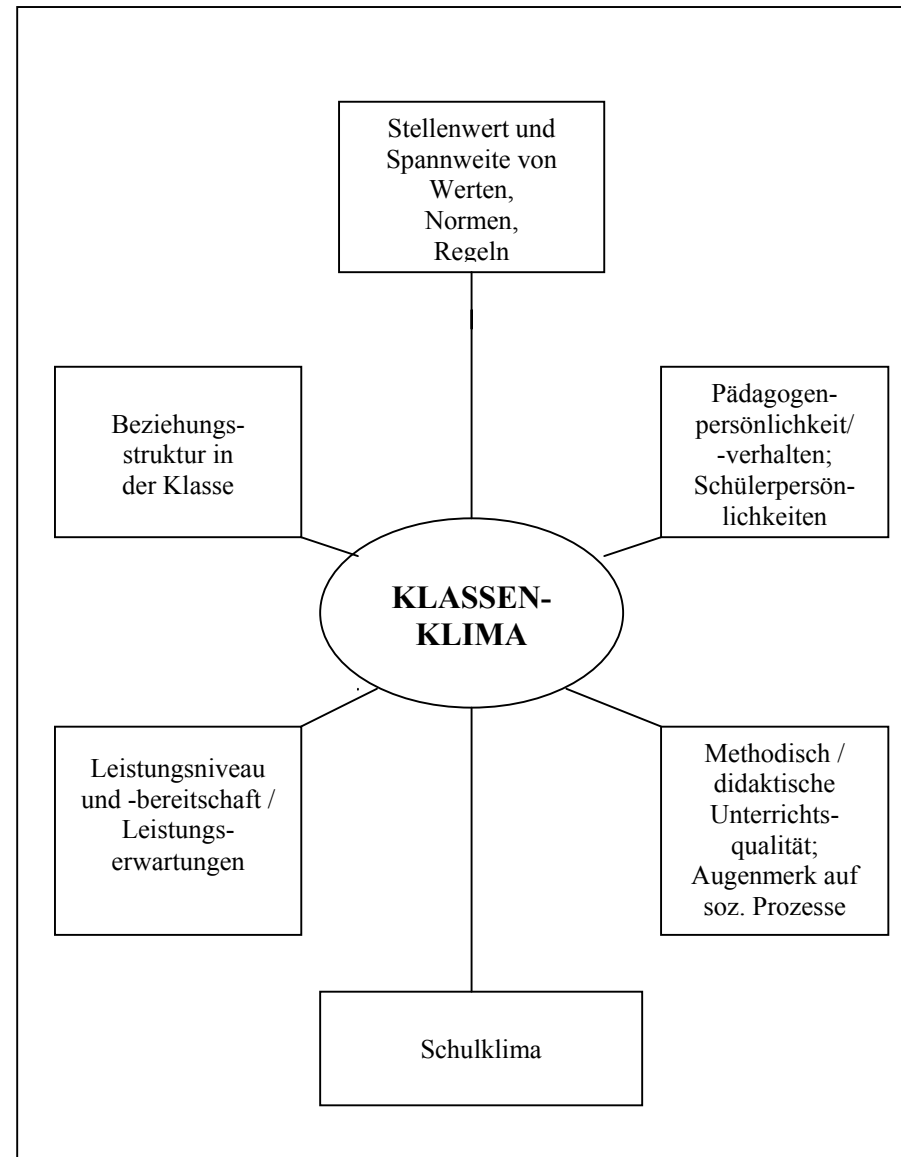 Stellenwert und
Spannweite von
Werten,
Normen,
Regeln
Beziehungs-
struktur in
der Klasse
Pädagogen-
persönlichkeit/
-verhalten;
Schülerpersön-
lichkeiten
KLASSEN-
KLIMA
Leistungsniveau
und -bereitschaft /
Leistungs-
erwartungen
Methodisch /
didaktische
Unterrichts-
qualität;
Augenmerk auf
soz. Prozesse
Schulklima